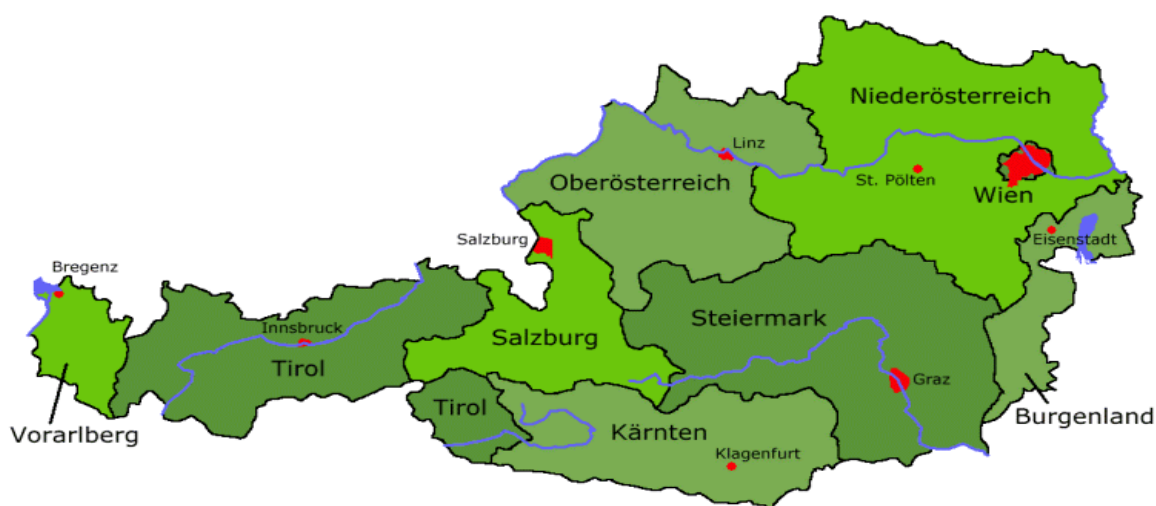 Niederösterreich
Linz
St. Pölten
Oberösterreich
Wien
Eisenstadt
Salzburg
Bregenz
Innsbruck
Steiermark
Salzburg
Tirol
Graz
Tirol
Burgenland
Kärnten
Vorarlberg
Klagenfurt